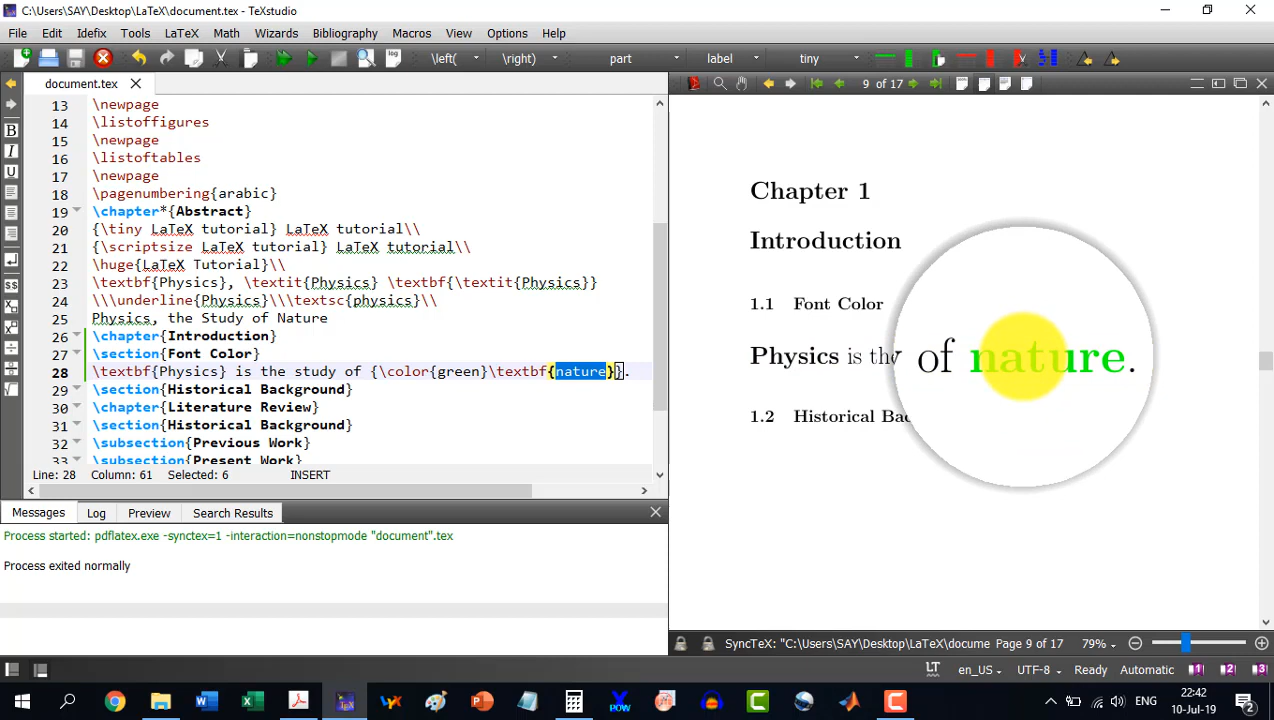 C:\Users\SAY\Desktop\LaTeX\document.tex - TeXstudio
File Edit Idefix Tools LaTeX Math Wizards Bibliography Macros View Options Help
log \left( \right) part label tiny
document.tex
9 of 17
13 \newpage
14 \listoffigures
15 \newpage
16 \listoftables
17 \newpage
18 \pagenumbering{arabic}
19 \chapter*{Abstract}
20 {\tiny LaTeX tutorial} LaTeX tutorial\\
21 {\scriptsize LaTeX tutorial} LaTeX tutorial\\
22 \huge{LaTeX Tutorial}\\
23 \textbf{Physics}, \textit{Physics} \textbf{\textit{Physics}}
24 \\\underline{Physics}\\\textsc{physics}\\
25 Physics, the Study of Nature
26 \chapter{Introduction}
27 \section{Font Color}
28 \textbf{Physics} is the study of {\color{green}\textbf{nature}}.
29 \section{Historical Background}
30 \chapter{Literature Review}
31 \section{Historical Background}
32 \subsection{Previous Work}
33 \subsection{Present Work}
B
I
U
$$
Line: 28 Column: 61 Selected: 6 INSERT
Messages Log Preview Search Results
Process started: pdflatex.exe -synctex=1 -interaction=nonstopmode "document".tex
Process exited normally
Chapter 1
Introduction
1.1 Font Color
Physics is the of nature.
1.2 Historical Bac
SyncTeX: "C:\Users\SAY\Desktop\LaTeX\docume Page 9 of 17 79%
LT en_US UTF-8 Ready Automatic 1 2 3
POW
ENG 22:42
10-Jul-19
2